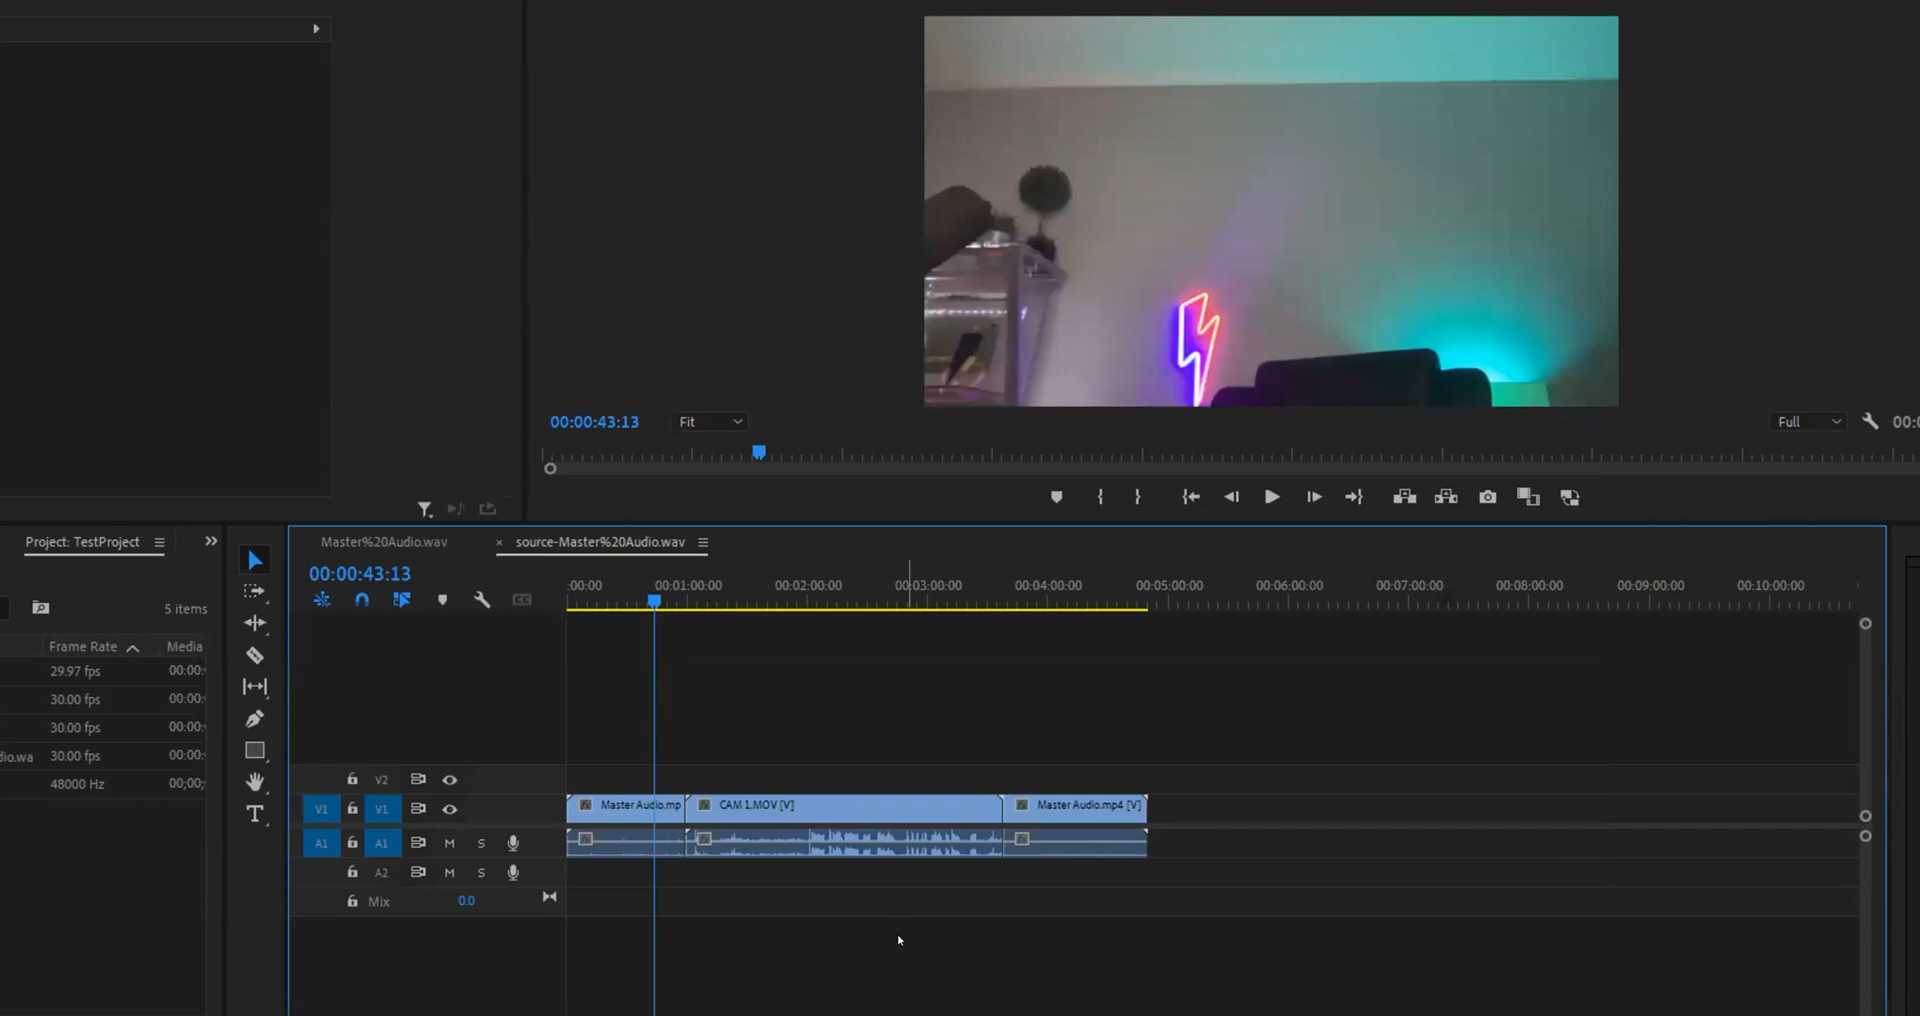 00:00:43:13
Fit
Full
00:0
Project: TestProject
Master%20Audio.wav
× source-Master%20Audio.wav
00:00:43:13
:00:00 00:01:00:00 00:02:00:00 00:03:00:00 00:04:00:00 00:05:00:00 00:06:00:00 00:07:00:00 00:08:00:00 00:09:00:00 00:10:00:00
5 items
Frame Rate Media
29.97 fps 00:00:
30.00 fps 00:00:
30.00 fps 00:00:
dio.wa 30.00 fps 00:00:
48000 Hz 00;00;
V2
V1 V1 Master Audio.mp CAM 1.MOV [V] Master Audio.mp4 [V]
A1 A1 M S
A2 M S
Mix 0.0